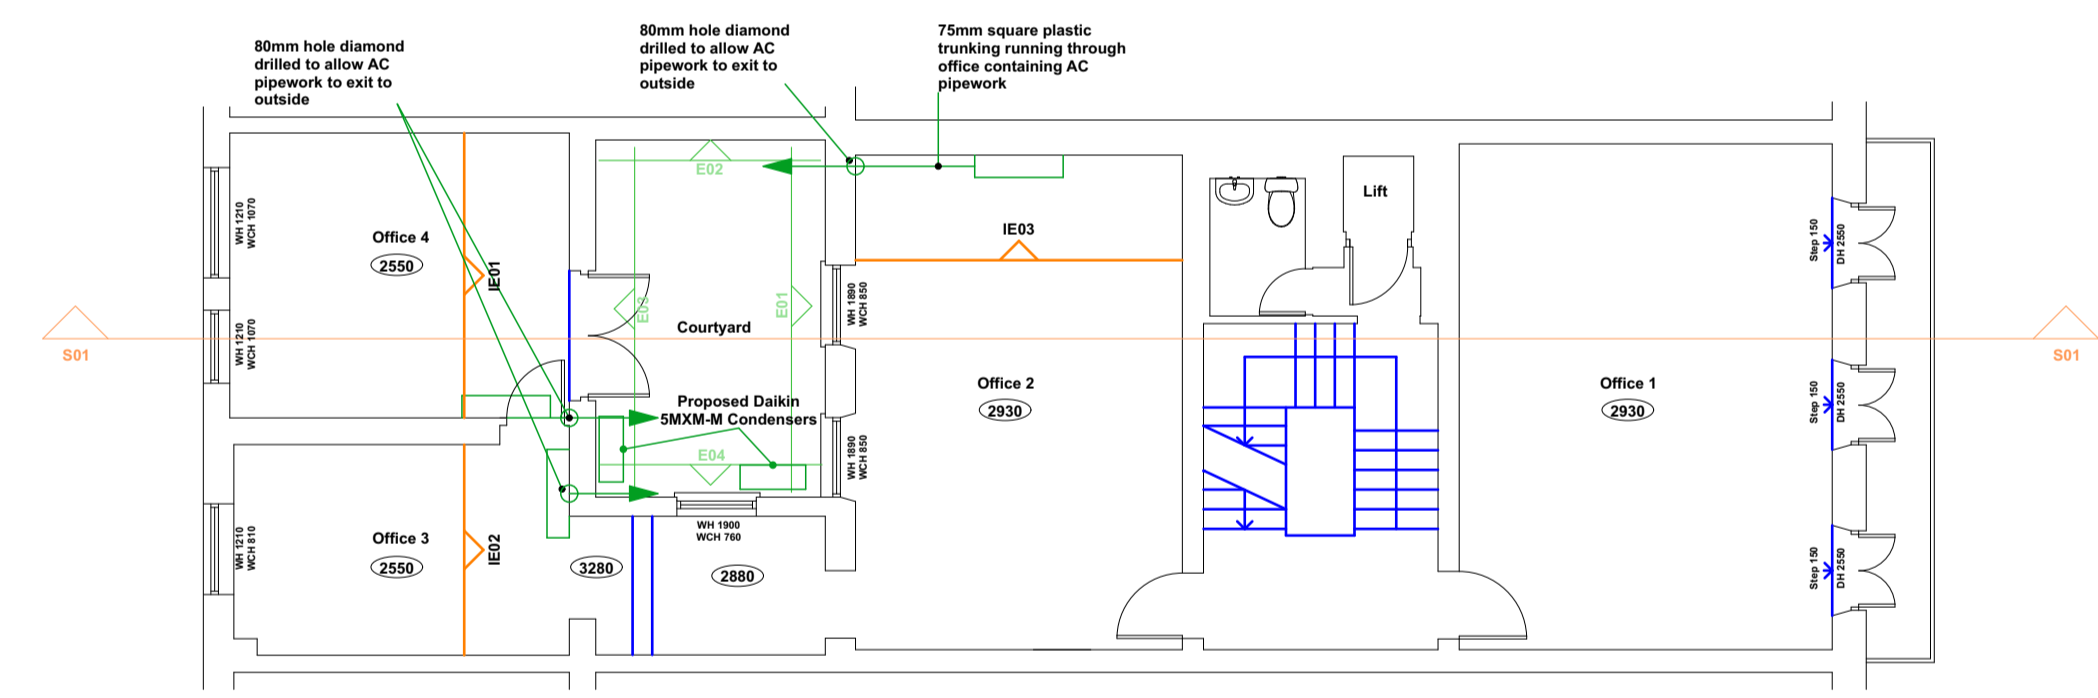 80mm hole diamond
drilled to allow AC
pipework to exit to
outside
80mm hole diamond
drilled to allow AC
pipework to exit to
outside
75mm square plastic
trunking running through
office containing AC
pipework
E02
Lift
WH 1210
WCH 1070
Office 4
2550
IE01
IE03
Step 150
DH 2550
E03
E01
WH 1890
WCH 850
Courtyard
WH 1210
WCH 1070
S01
S01
Office 2
2930
Office 1
2930
Step 150
DH 2550
Proposed Daikin
5MXM-M Condensers
E04
WH 1890
WCH 850
WH 1210
WCH 810
Office 3
2550
IE02
3280
WH 1900
WCH 760
2880
Step 150
DH 2550